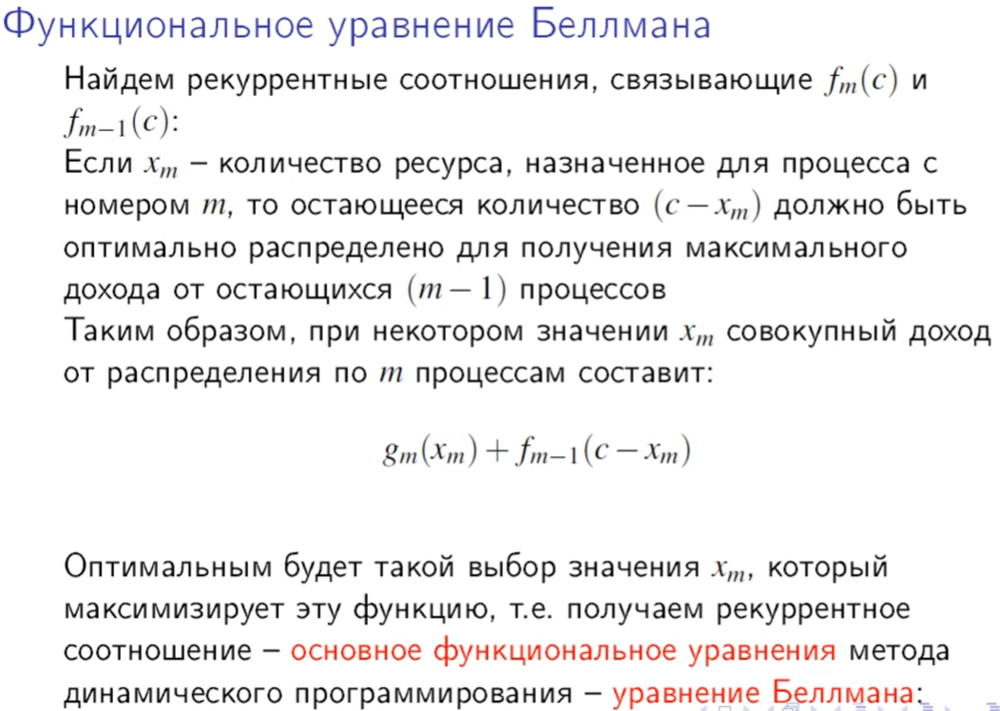 Функциональное уравнение Беллмана
Найдем рекуррентные соотношения, связывающие f_m(c) и
f_{m−1}(c):
Если x_m – количество ресурса, назначенное для процесса с
номером m, то остающееся количество (c − x_m) должно быть
оптимально распределено для получения максимального
дохода от остающихся (m − 1) процессов
Таким образом, при некотором значении x_m совокупный доход
от распределения по m процессам составит:
g_m(x_m) + f_{m−1}(c − x_m)
Оптимальным будет такой выбор значения x_m, который
максимизирует эту функцию, т.е. получаем рекуррентное
соотношение – основное функциональное уравнения метода
динамического программирования – уравнение Беллмана: